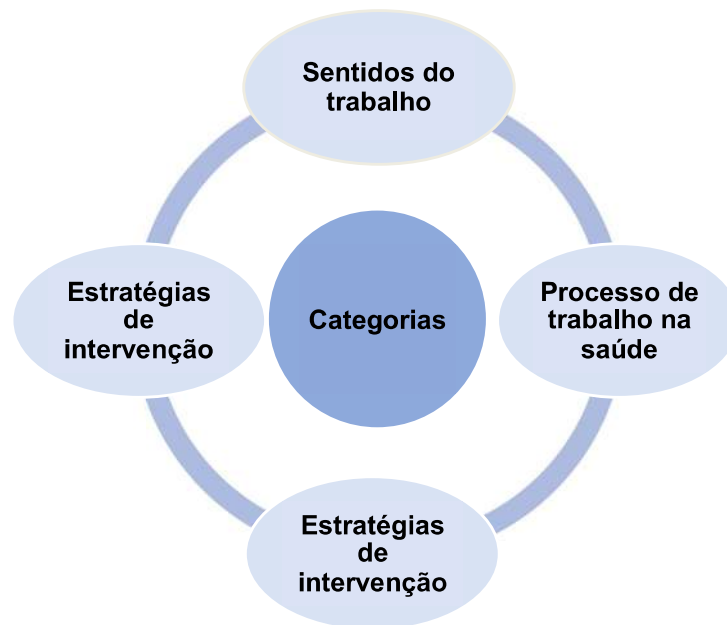 Sentidos do
trabalho
Estratégias
de
intervenção
Categorias
Processo de
trabalho na
saúde
Estratégias
de
intervenção